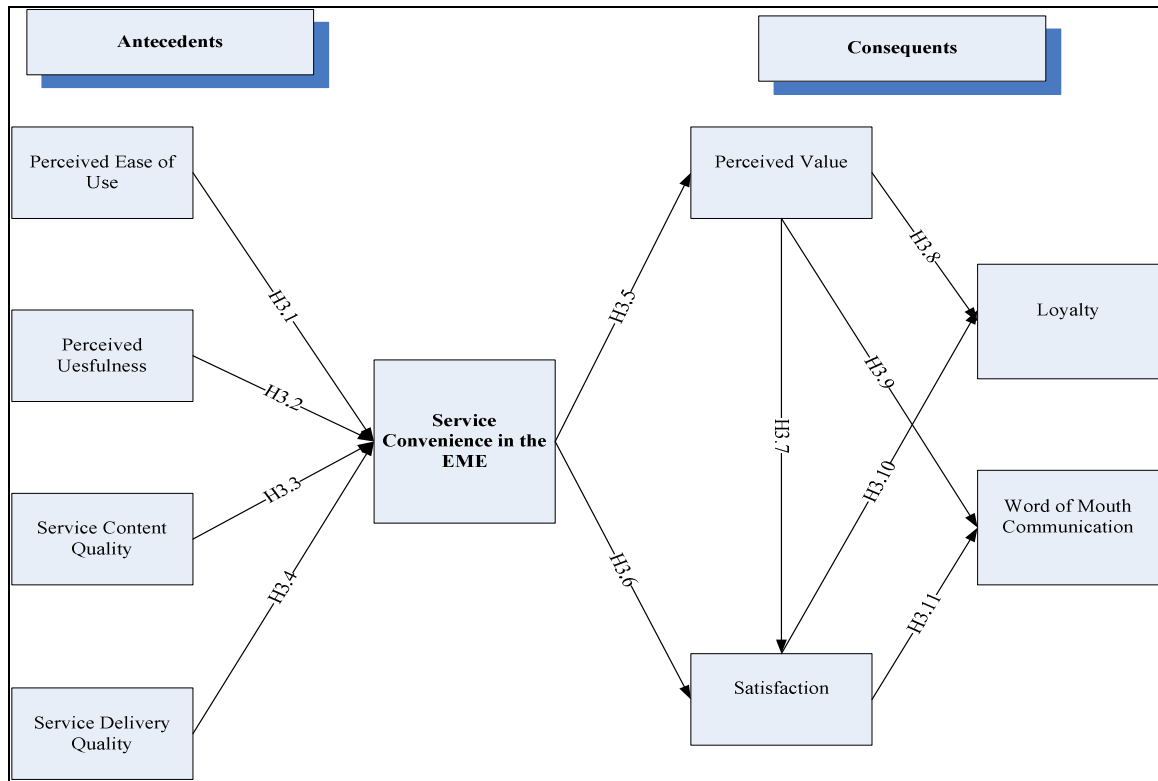 Antecedents
Consequents
Perceived Ease of
Use
Perceived Value
H3.1
H3.5
H3.8
Loyalty
Perceived
Uesfulness
H3.2
H3.9
Service
Convenience in the
EME
H3.7
H3.10
Service Content
Quality
H3.3
Word of Mouth
Communication
H3.4
H3.6
H3.11
Satisfaction
Service Delivery
Quality